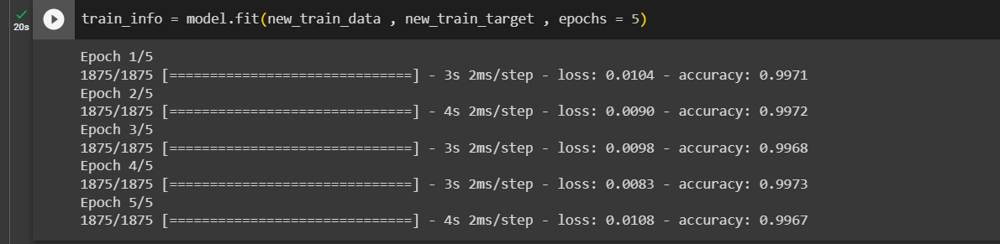 train_info = model.fit(new_train_data , new_train_target , epochs = 5)
20s
Epoch 1/5
1875/1875 [==============================] - 3s 2ms/step - loss: 0.0104 - accuracy: 0.9971
Epoch 2/5
1875/1875 [==============================] - 4s 2ms/step - loss: 0.0090 - accuracy: 0.9972
Epoch 3/5
1875/1875 [==============================] - 3s 2ms/step - loss: 0.0098 - accuracy: 0.9968
Epoch 4/5
1875/1875 [==============================] - 3s 2ms/step - loss: 0.0083 - accuracy: 0.9973
Epoch 5/5
1875/1875 [==============================] - 4s 2ms/step - loss: 0.0108 - accuracy: 0.9967